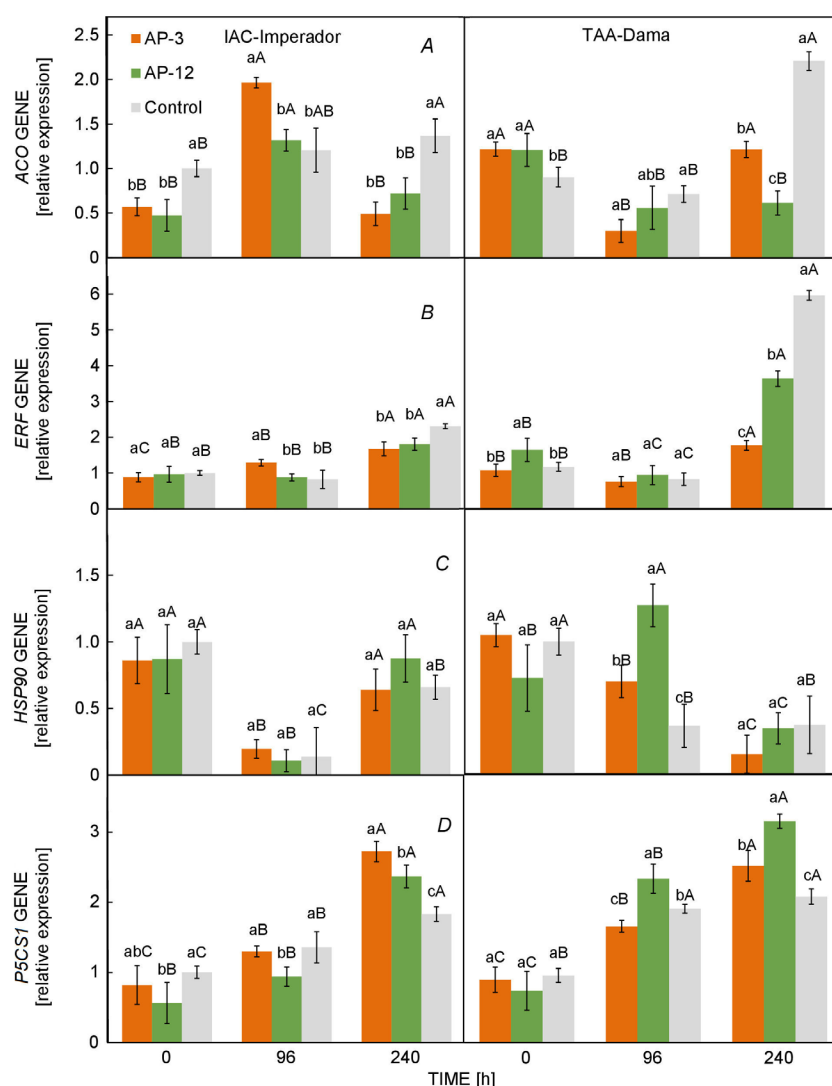 AP-3
AP-12
Control
IAC-Imperador
A
TAA-Dama
ACO GENE
[relative expression]
2.5
2.0
1.5
1.0
0.5
0
bB bB aB
aA bA bAB
bB bB aA
aA aA bB
aB abB aB
bA cB aA
B
ERF GENE
[relative expression]
6
5
4
3
2
1
0
aC aB aB
aB bB bB
bA bA aA
bB aA bB
aB aC aC
cA bA aA
C
HSP90 GENE
[relative expression]
1.5
1.0
0.5
0
aA aA aA
aB aB aC
aA aA aB
aA aB aA
bB aA cB
aC aC aB
D
P5CS1 GENE
[relative expression]
3
2
1
0
abC bB aC
aB bB aB
aA bA cA
aC aC aB
cB aB bA
bA aA cA
0 96 240 0 96 240
TIME [h]